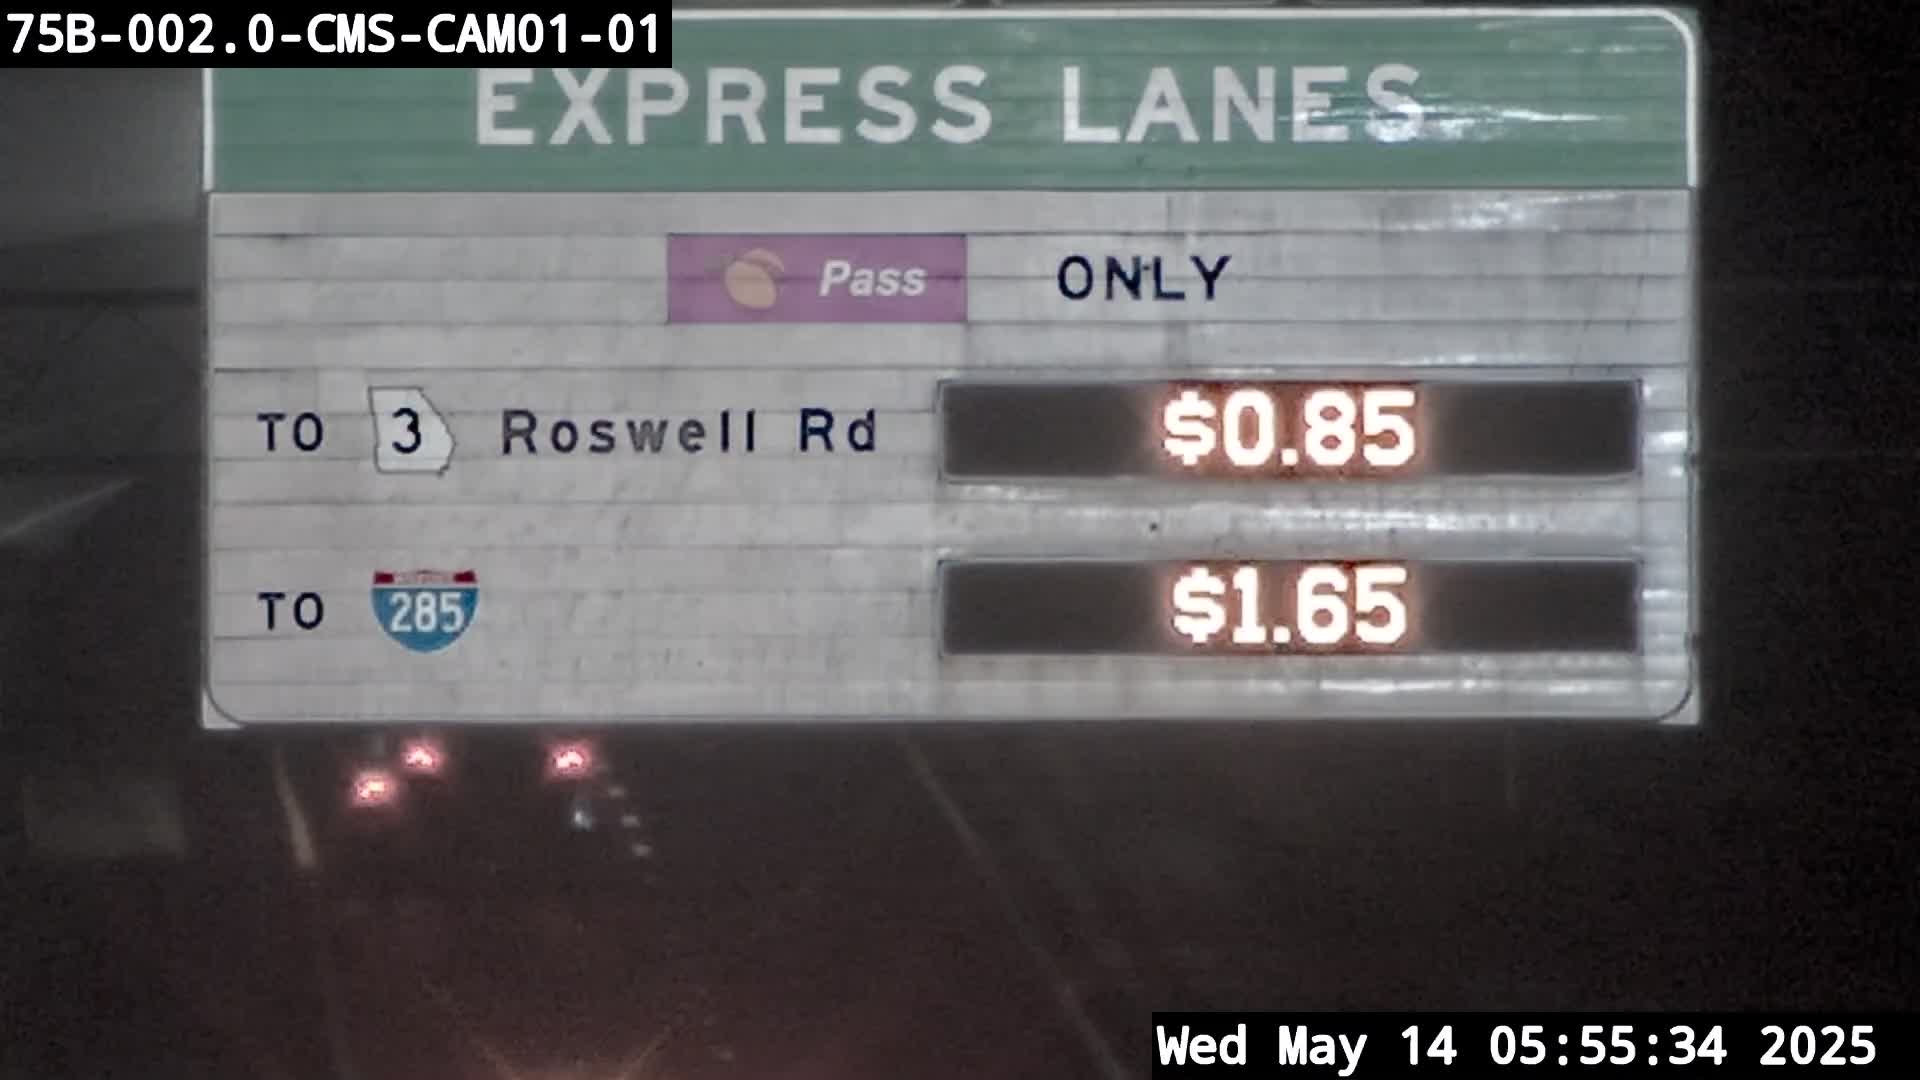 75B-002.0-CMS-CAM01-01
EXPRESS LANES
Pass ONLY
TO 3 Roswell Rd $0.85
TO 285 $1.65
Wed May 14 05:55:34 2025